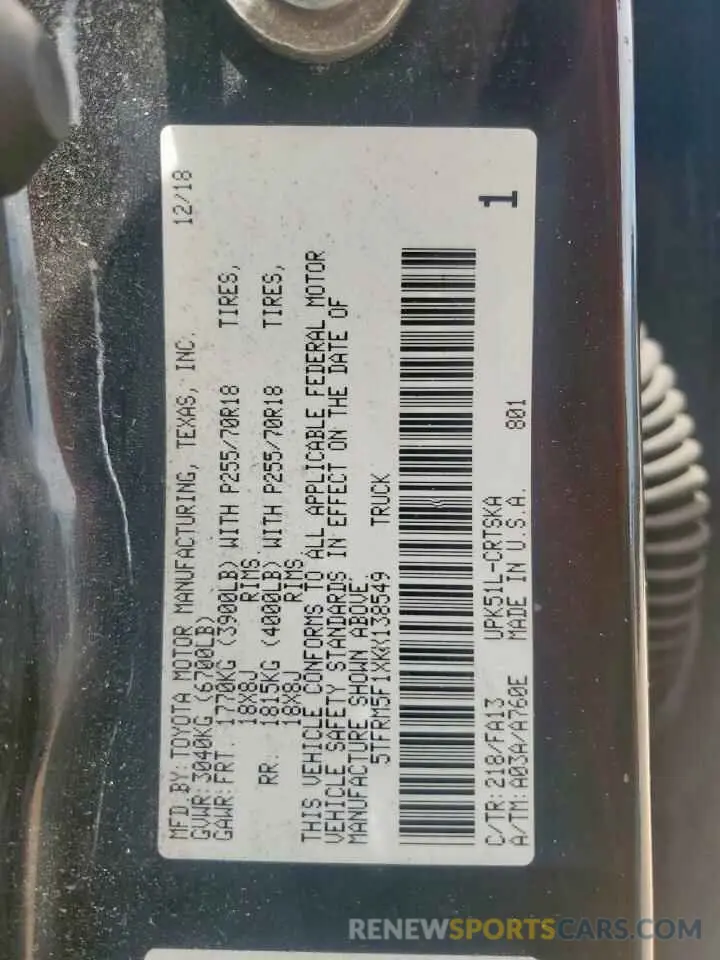 MFD.BY:TOYOTA MOTOR MANUFACTURING, TEXAS, INC. 12/18
GVWR:3040KG (6700LB)
GAWR:FRT. 1770KG (3900LB) WITH P255/70R18 TIRES,
18X8J RIMS
RR. 1815KG (4000LB) WITH P255/70R18 TIRES,
18X8J RIMS
THIS VEHICLE CONFORMS TO ALL APPLICABLE FEDERAL MOTOR
VEHICLE SAFETY STANDARDS IN EFFECT ON THE DATE OF
MANUFACTURE SHOWN ABOVE.
5TFRM5F1XKX138549 TRUCK
C/TR:218/FA13 UPK51L-CRTSKA 801
A/TM:A03A/A760E MADE IN U.S.A. 1
RENEWSPORTSCARS.COM